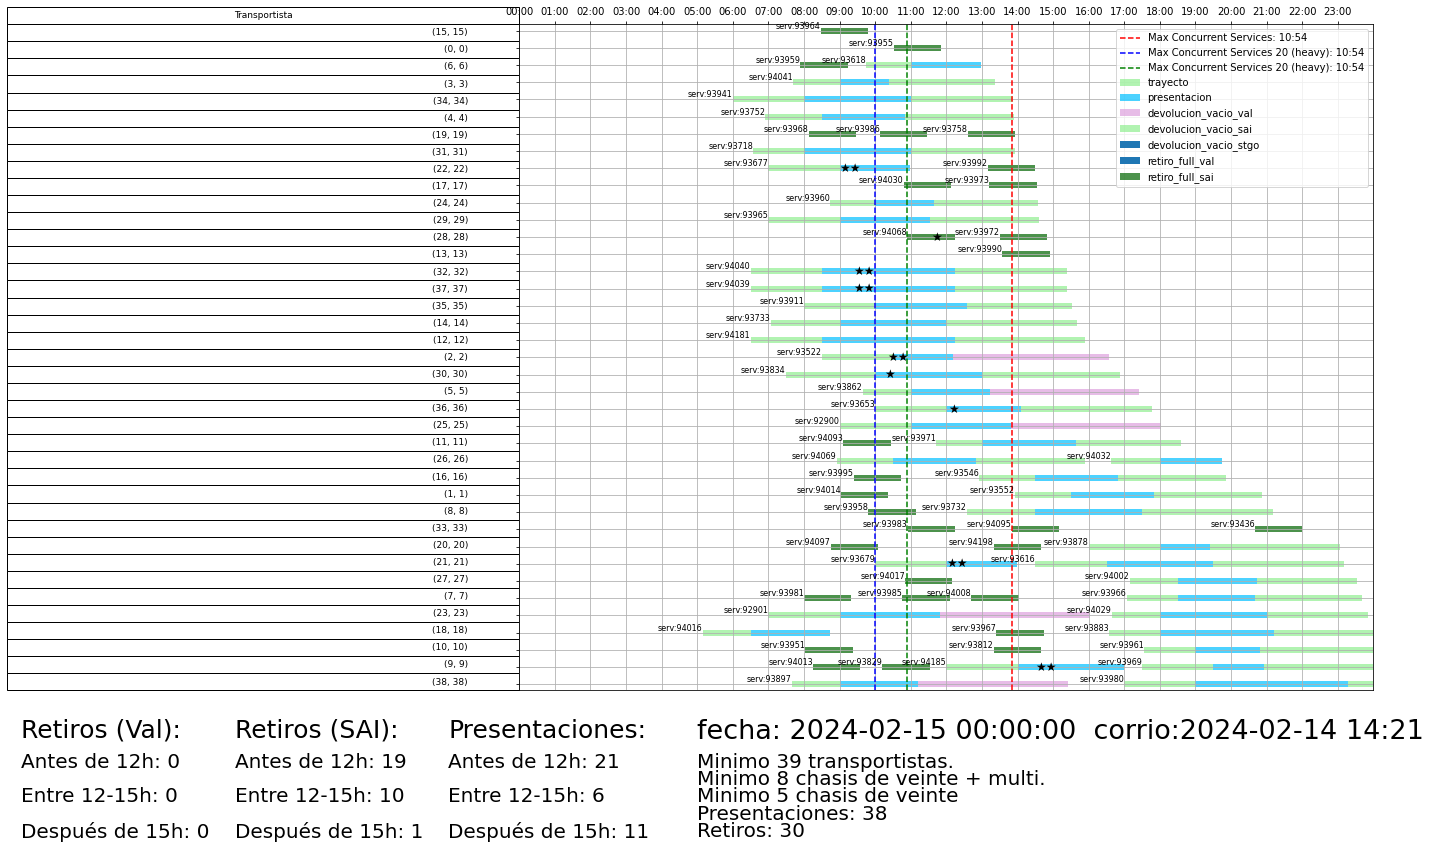 Transportista
00:00 01:00 02:00 03:00 04:00 05:00 06:00 07:00 08:00 09:00 10:00 11:00 12:00 13:00 14:00 15:00 16:00 17:00 18:00 19:00 20:00 21:00 22:00 23:00
Max Concurrent Services: 10:54
Max Concurrent Services 20 (heavy): 10:54
Max Concurrent Services 20 (heavy): 10:54
trayecto
presentacion
devolucion_vacio_val
devolucion_vacio_sai
devolucion_vacio_stgo
retiro_full_val
retiro_full_sai
(15, 15) serv:93964
(0, 0) serv:93955
(6, 6) serv:93959 serv:93618
(3, 3) serv:94041
(34, 34) serv:93941
(4, 4) serv:93752
(19, 19) serv:93968 serv:93986 serv:93758
(31, 31) serv:93718
(22, 22) serv:93677 serv:93992
(17, 17) serv:94030 serv:93973
(24, 24) serv:93960
(29, 29) serv:93965
(28, 28) serv:94068 serv:93972
(13, 13) serv:93990
(32, 32) serv:94040
(37, 37) serv:94039
(35, 35) serv:93911
(14, 14) serv:93733
(12, 12) serv:94181
(2, 2) serv:93522
(30, 30) serv:93834
(5, 5) serv:93862
(36, 36) serv:93653
(25, 25) serv:92900
(11, 11) serv:94093 serv:93971
(26, 26) serv:94069 serv:94032
(16, 16) serv:93995 serv:93546
(1, 1) serv:94014 serv:93552
(8, 8) serv:93958 serv:93732
(33, 33) serv:93983 serv:94095 serv:93436
(20, 20) serv:94097 serv:94198 serv:93878
(21, 21) serv:93679 serv:93616
(27, 27) serv:94017 serv:94002
(7, 7) serv:93981 serv:93985 serv:94008 serv:93966
(23, 23) serv:92901 serv:94029
(18, 18) serv:94016 serv:93967 serv:93883
(10, 10) serv:93951 serv:93812 serv:93961
(9, 9) serv:94013 serv:93829 serv:94185 serv:93969
(38, 38) serv:93897 serv:93980
Retiros (Val):
Antes de 12h: 0
Entre 12-15h: 0
Después de 15h: 0
Retiros (SAI):
Antes de 12h: 19
Entre 12-15h: 10
Después de 15h: 1
Presentaciones:
Antes de 12h: 21
Entre 12-15h: 6
Después de 15h: 11
fecha: 2024-02-15 00:00:00 corrio:2024-02-14 14:21
Minimo 39 transportistas.
Minimo 8 chasis de veinte + multi.
Minimo 5 chasis de veinte
Presentaciones: 38
Retiros: 30